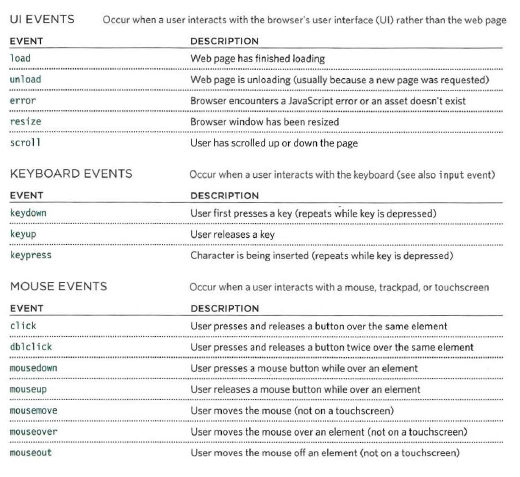 UI EVENTS Occur when a user interacts with the browser's user interface (UI) rather than the web page
EVENT DESCRIPTION
load Web page has finished loading
unload Web page is unloading (usually because a new page was requested)
error Browser encounters a JavaScript error or an asset doesn't exist
resize Browser window has been resized
scroll User has scrolled up or down the page
KEYBOARD EVENTS Occur when a user interacts with the keyboard (see also input event)
EVENT DESCRIPTION
keydown User first presses a key (repeats while key is depressed)
keyup User releases a key
keypress Character is being inserted (repeats while key is depressed)
MOUSE EVENTS Occur when a user interacts with a mouse, trackpad, or touchscreen
EVENT DESCRIPTION
click User presses and releases a button over the same element
dblclick User presses and releases a button twice over the same element
mousedown User presses a mouse button while over an element
mouseup User releases a mouse button while over an element
mousemove User moves the mouse (not on a touchscreen)
mouseover User moves the mouse over an element (not on a touchscreen)
mouseout User moves the mouse off an element (not on a touchscreen)